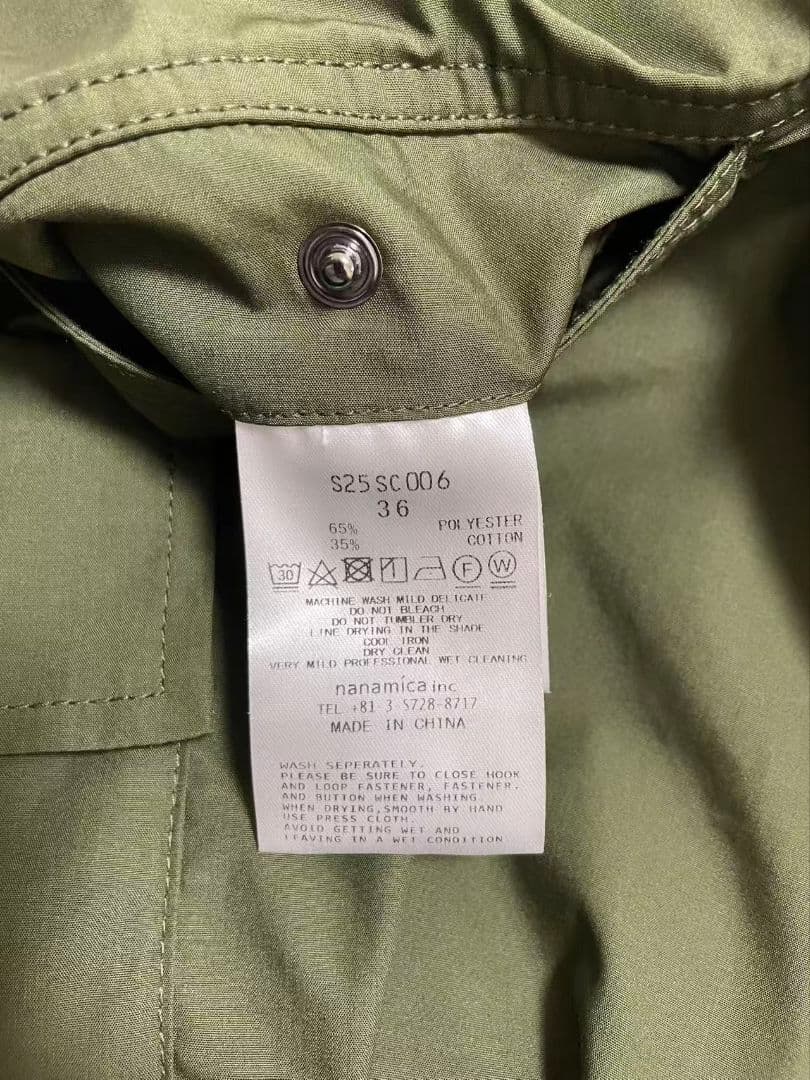 S25SC006
36
65% POLYESTER
35% COTTON
30 F W
MACHINE WASH MILD DELICATE
DO NOT BLEACH
DO NOT TUMBLER DRY
LINE DRYING IN THE SHADE
COOL IRON
DRY CLEAN
VERY MILD PROFESSIONAL WET CLEANING
nanamica inc
TEL +81 3 5728-8717
MADE IN CHINA
WASH SEPERATELY.
PLEASE BE SURE TO CLOSE HOOK
AND LOOP FASTENER, FASTENER.
AND BUTTON WHEN WASHING.
WHEN DRYING,SMOOTH BY HAND
USE PRESS CLOTH.
AVOID GETTING WET AND
LEAVING IN A WET CONDITION